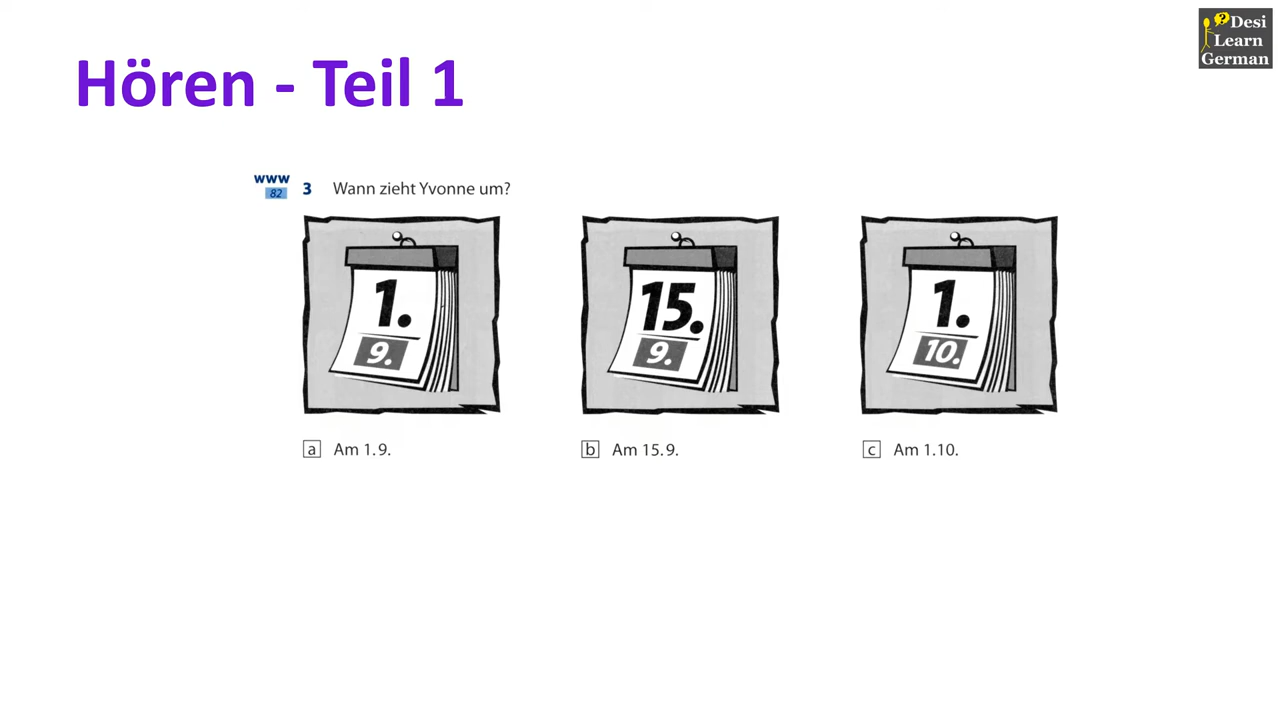 ? Desi
Learn
German
Hören - Teil 1
www
82
3 Wann zieht Yvonne um?
1.
9.
15.
9.
1.
10.
a Am 1.9.
b Am 15.9.
c Am 1.10.